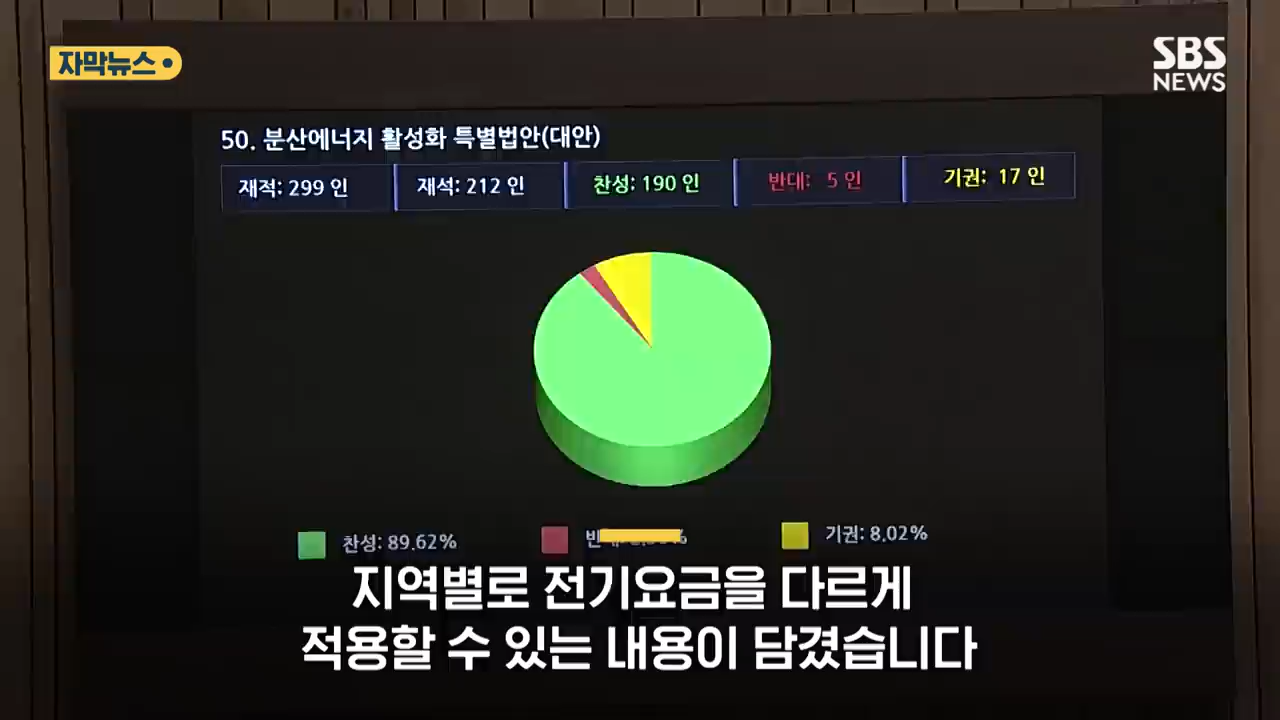 자막뉴스
SBS
NEWS
50. 분산에너지 활성화 특별법안(대안)
재적: 299 인
재석: 212 인
찬성: 190 인
반대: 5 인
기권: 17 인
찬성: 89.62%
기권: 8.02%
지역별로 전기요금을 다르게
적용할 수 있는 내용이 담겼습니다